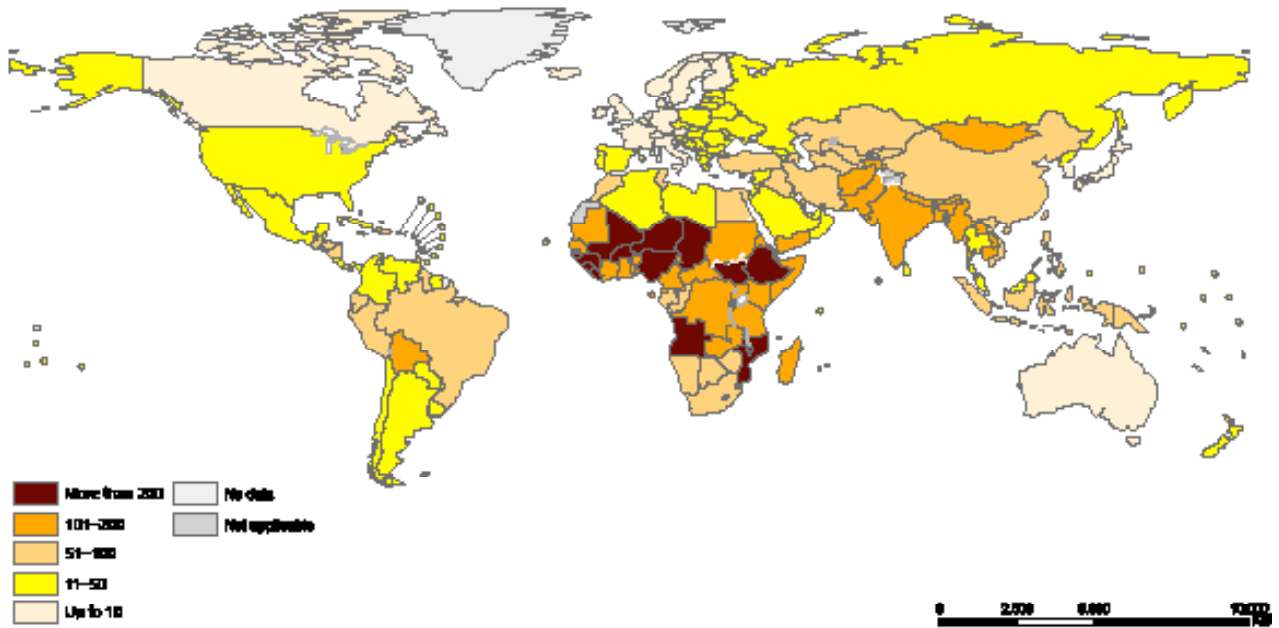 More than 200
No data
101–200
Not applicable
51–100
11–50
Up to 10
0 2.500 5.000 10.000